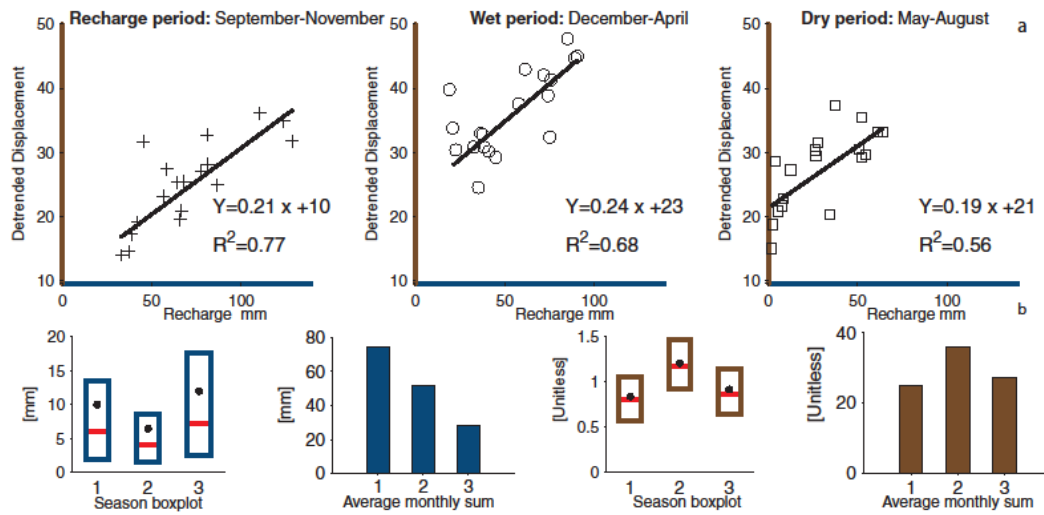 Recharge period: September-November
Wet period: December-April
Dry period: May-August
a
Detrended Displacement
50
40
30
20
10
Y=0.21 x +10
R²=0.77
0
50
100
Recharge mm
Detrended Displacement
50
40
30
20
10
Y=0.24 x +23
R²=0.68
0
50
100
Recharge mm
Detrended Displacement
50
40
30
20
10
Y=0.19 x +21
R²=0.56
0
50
100
Recharge mm
b
[mm]
20
15
10
5
0
1 2 3
Season boxplot
[mm]
80
60
40
20
0
1 2 3
Average monthly sum
[Unitless]
1.5
1
0.5
0
1 2 3
Season boxplot
[Unitless]
40
20
0
1 2 3
Average monthly sum